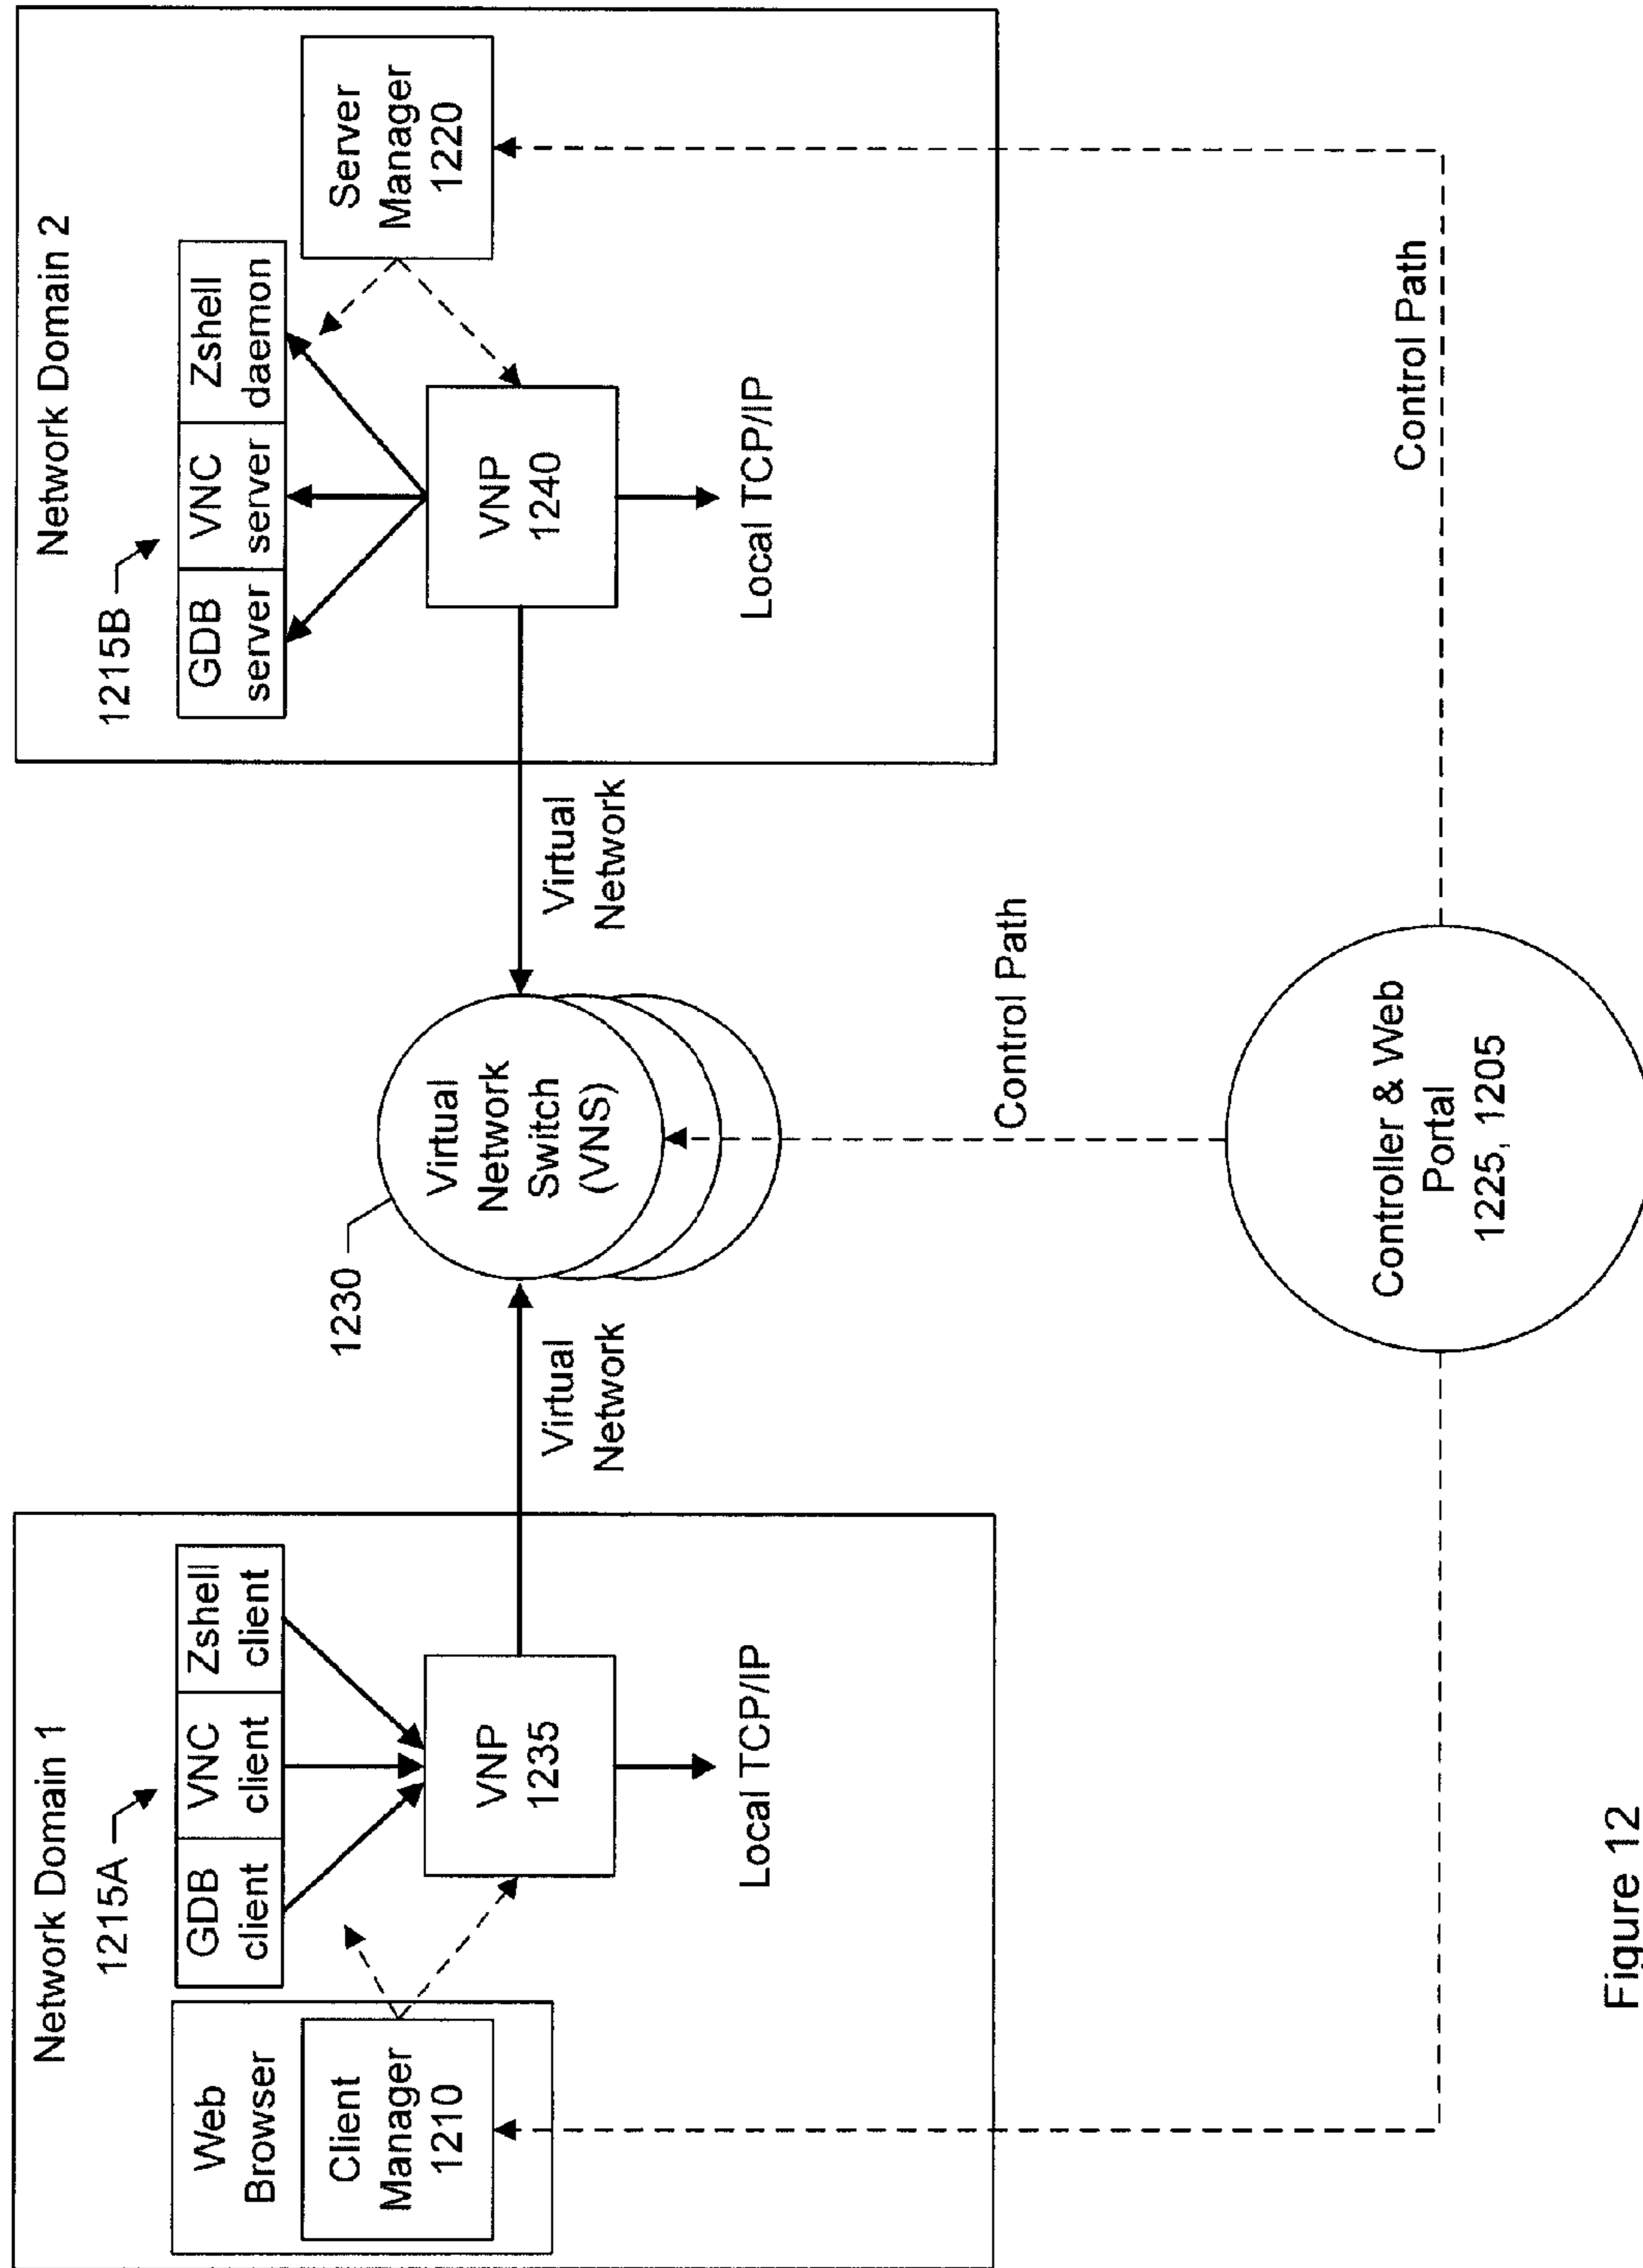 Network Domain 1
1215A
GDB
client
VNC
client
Zshell
client
Web
Browser
Client
Manager
1210
VNP
1235
Local TCP/IP
Virtual
Network
1230
Virtual
Network
Switch
(VNS)
Virtual
Network
Network Domain 2
1215B
GDB
server
VNC
server
Zshell
daemon
Server
Manager
1220
VNP
1240
Local TCP/IP
Control Path
Control Path
Controller & Web
Portal
1225, 1205
Figure 12